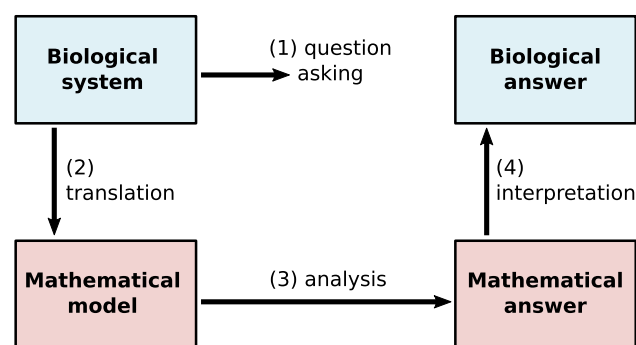 Biological
system
(1) question
asking
Biological
answer
(2)
translation
(4)
interpretation
Mathematical
model
(3) analysis
Mathematical
answer